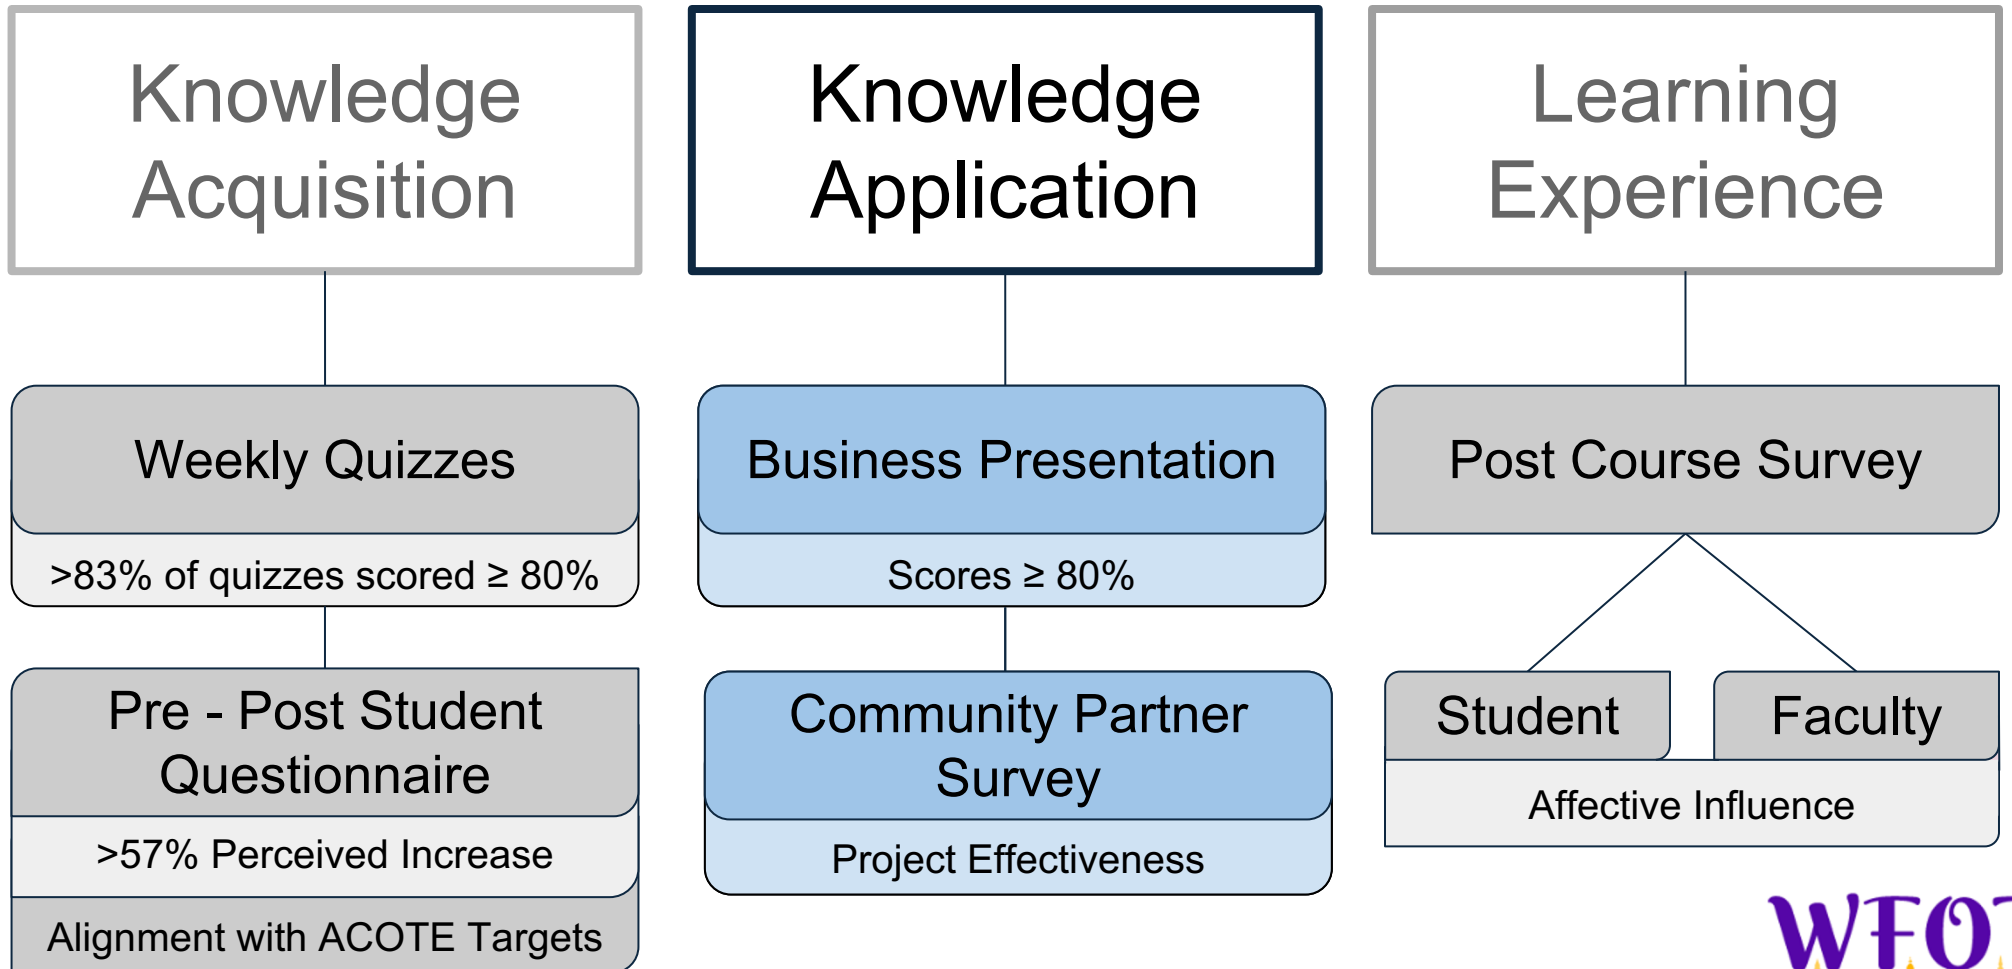 Knowledge
Acquisition
Weekly Quizzes
>83% of quizzes scored ≥ 80%
Pre - Post Student
Questionnaire
>57% Perceived Increase
Alignment with ACOTE Targets
Knowledge
Application
Business Presentation
Scores ≥ 80%
Community Partner
Survey
Project Effectiveness
Learning
Experience
Post Course Survey
Student
Faculty
Affective Influence